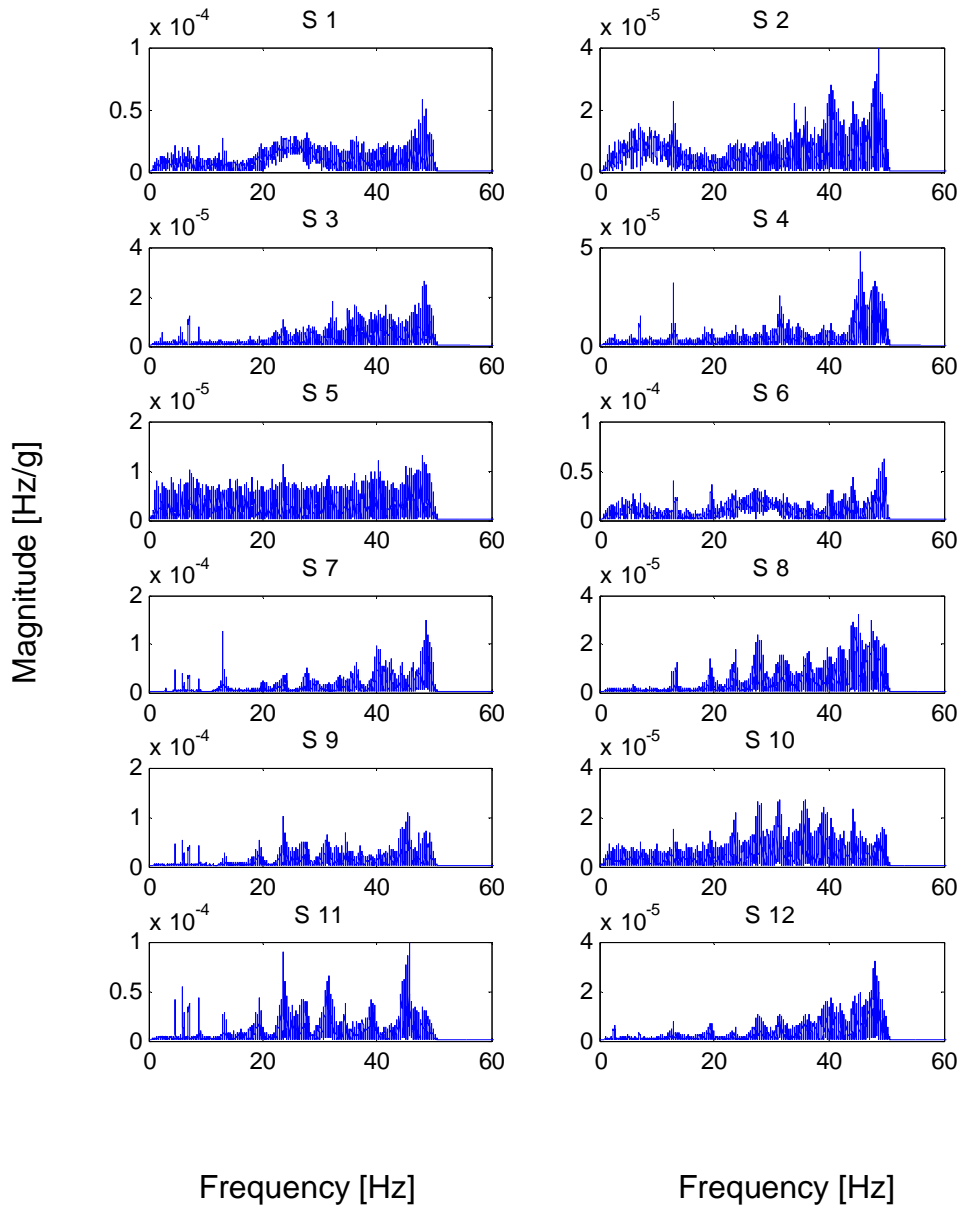 x 10^-4 S 1
1
0.5
0
0 20 40 60
x 10^-5 S 2
4
2
0
0 20 40 60
x 10^-5 S 3
4
2
0
0 20 40 60
x 10^-5 S 4
5
0
0 20 40 60
x 10^-5 S 5
2
1
0
0 20 40 60
x 10^-4 S 6
1
0.5
0
0 20 40 60
x 10^-4 S 7
2
1
0
0 20 40 60
x 10^-5 S 8
4
2
0
0 20 40 60
x 10^-4 S 9
2
1
0
0 20 40 60
x 10^-5 S 10
4
2
0
0 20 40 60
x 10^-4 S 11
1
0.5
0
0 20 40 60
x 10^-5 S 12
4
2
0
0 20 40 60
Magnitude [Hz/g]
Frequency [Hz]
Frequency [Hz]